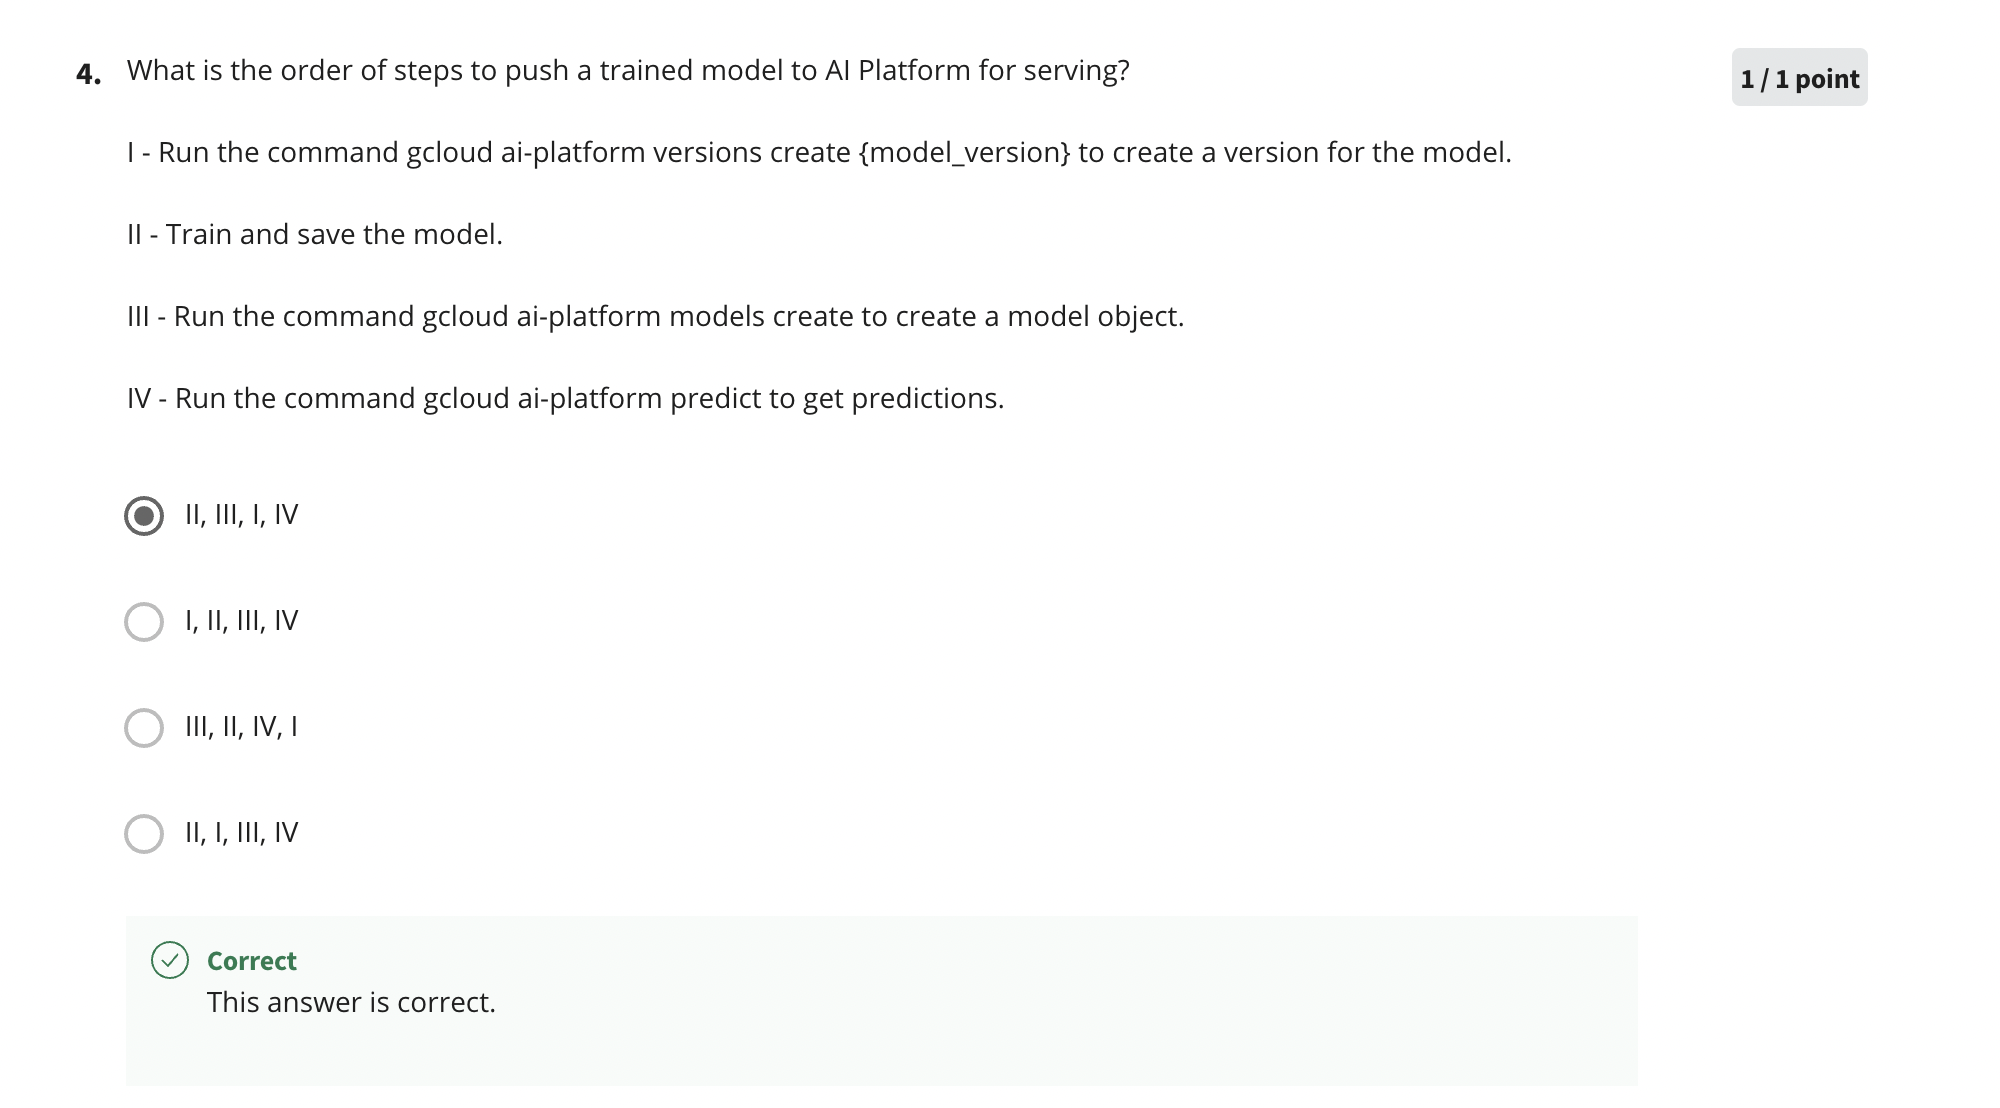 4. What is the order of steps to push a trained model to AI Platform for serving?
1 / 1 point
I - Run the command gcloud ai-platform versions create {model_version} to create a version for the model.
II - Train and save the model.
III - Run the command gcloud ai-platform models create to create a model object.
IV - Run the command gcloud ai-platform predict to get predictions.
II, III, I, IV
I, II, III, IV
III, II, IV, I
II, I, III, IV
Correct
This answer is correct.